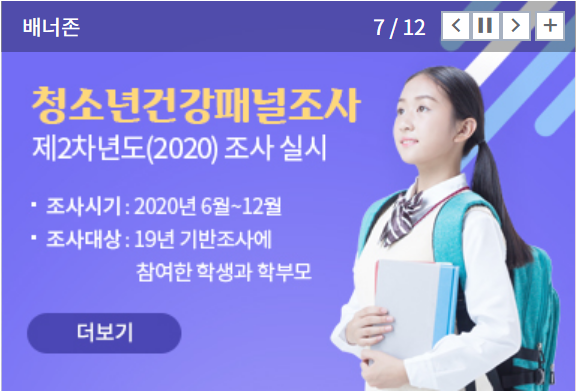 배너존
7 / 12
청소년건강패널조사
제2차년도(2020) 조사 실시
조사시기 : 2020년 6월~12월
조사대상 : 19년 기반조사에
참여한 학생과 학부모
더보기